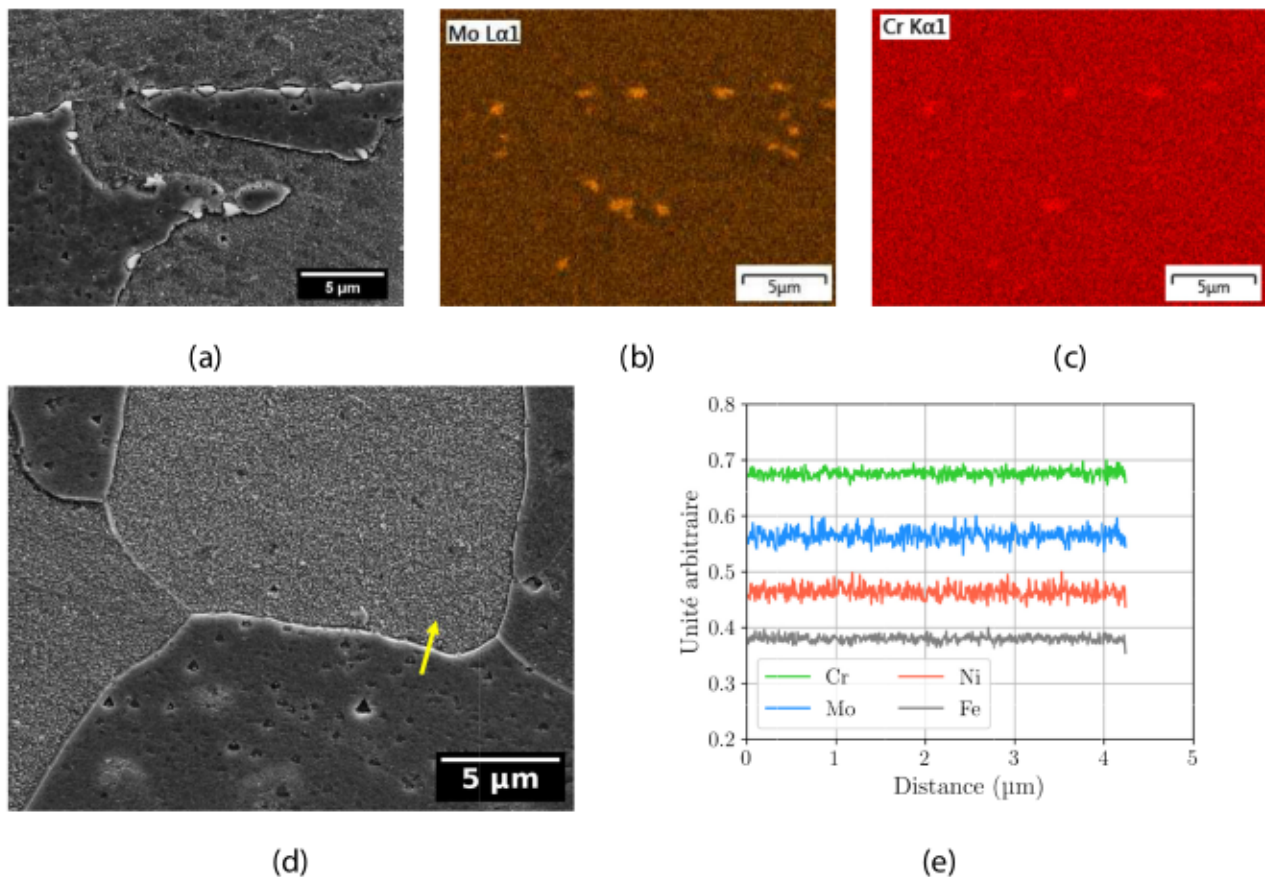 Mo Lα1
Cr Kα1
5 µm
5µm
5µm
(a)
(b)
(c)
5 µm
0.8
0.7
0.6
0.5
0.4
0.3
0.2
Unité arbitraire
Cr
Ni
Mo
Fe
0
1
2
3
4
5
Distance (µm)
(d)
(e)